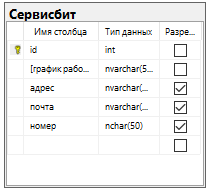 Сервисбит
Имя столбца Тип данных Разре...
id int
[график рабо... nvarchar(5...
адрес nvarchar(...
почта nvarchar(...
номер nchar(50)